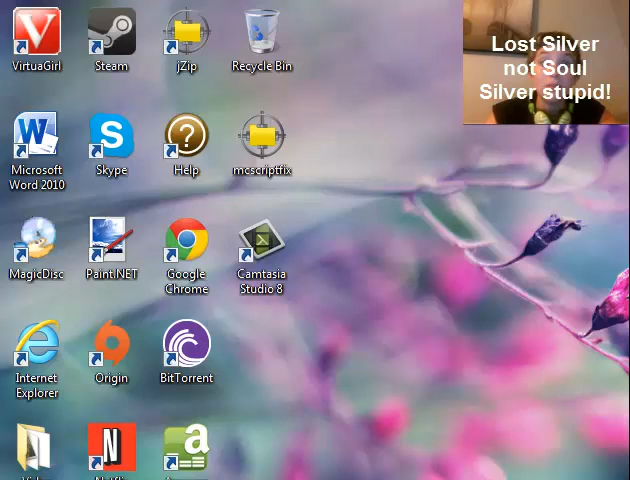 VirtuaGirl
Steam
jZip
Recycle Bin
Lost Silver
not Soul
Silver stupid!
Microsoft
Word 2010
Skype
Help
mcscriptfix
MagicDisc
Paint.NET
Google
Chrome
Camtasia
Studio 8
Internet
Explorer
Origin
BitTorrent